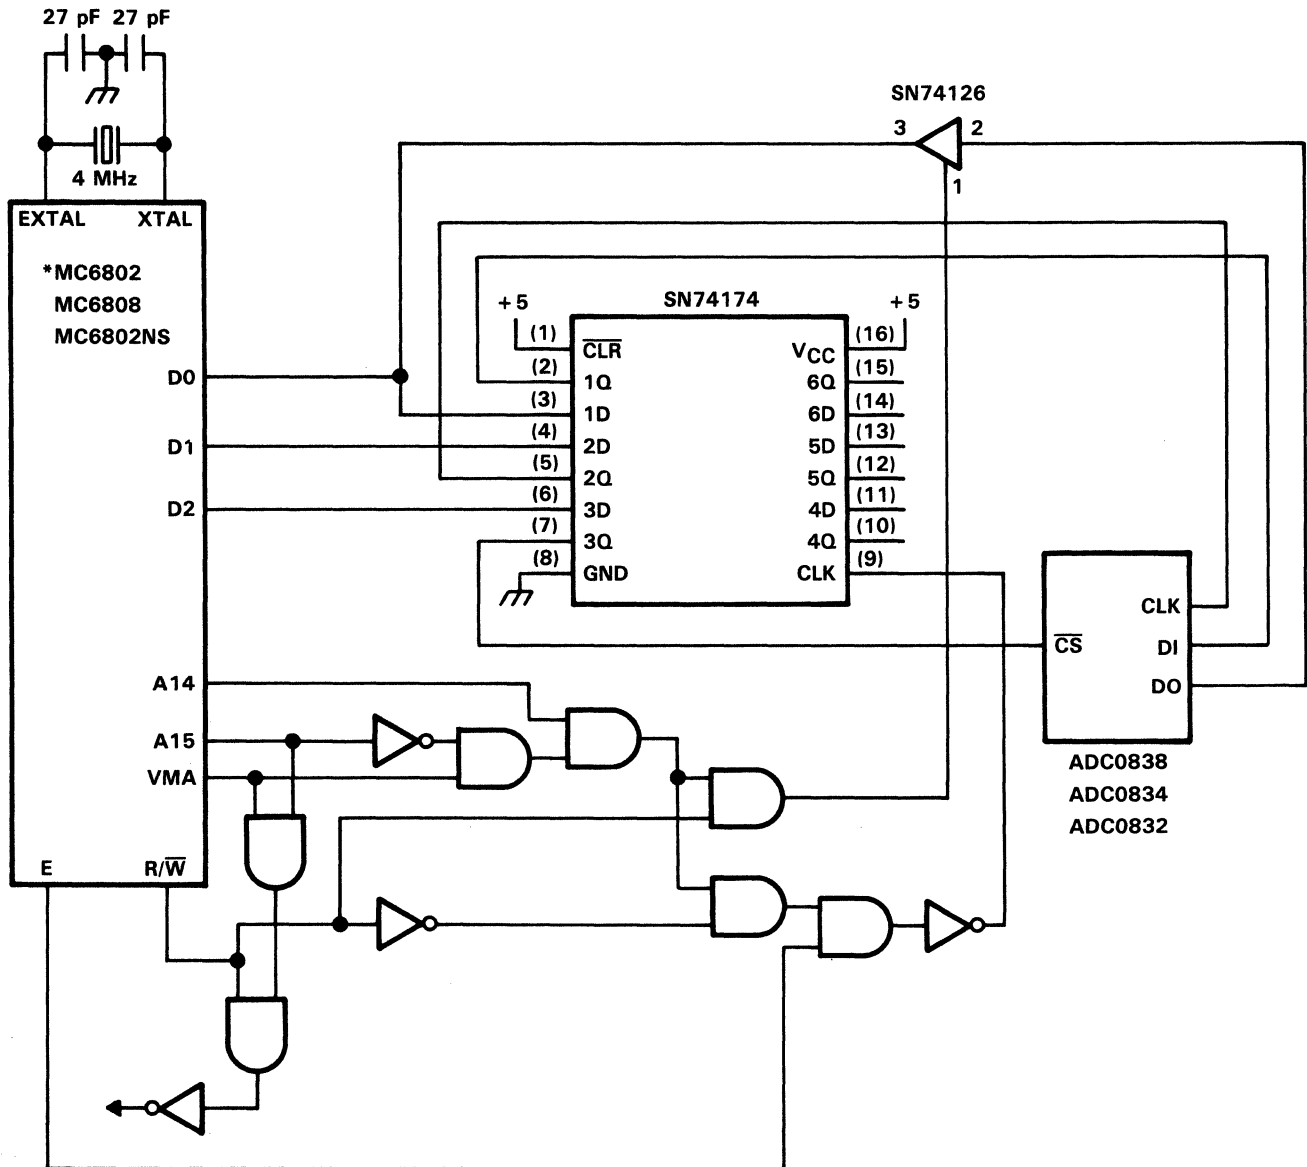 27 pF 27 pF
4 MHz
EXTAL XTAL
*MC6802
MC6808
MC6802NS
D0
D1
D2
A14
A15
VMA
E R/W̅
SN74126
3 2
1
SN74174
+5 +5
(1) C̅L̅R̅ VCC (16)
(2) 1Q 6Q (15)
(3) 1D 6D (14)
(4) 2D 5D (13)
(5) 2Q 5Q (12)
(6) 3D 4D (11)
(7) 3Q 4Q (10)
(8) GND CLK (9)
CLK
C̅S̅ DI
DO
ADC0838
ADC0834
ADC0832